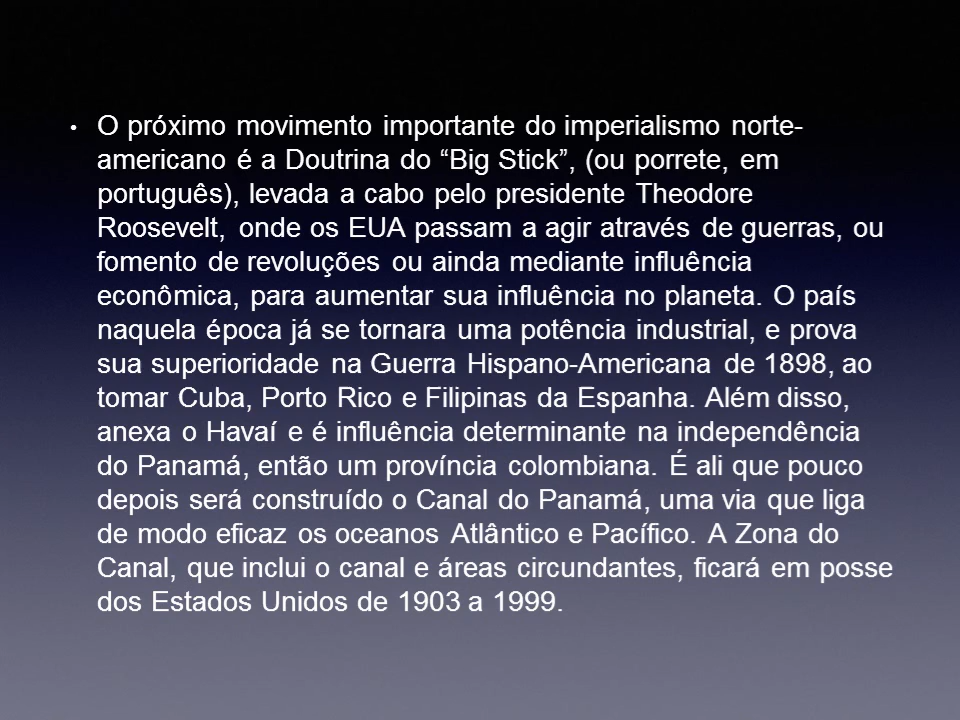 • O próximo movimento importante do imperialismo norte-
americano é a Doutrina do “Big Stick”, (ou porrete, em
português), levada a cabo pelo presidente Theodore
Roosevelt, onde os EUA passam a agir através de guerras, ou
fomento de revoluções ou ainda mediante influência
econômica, para aumentar sua influência no planeta. O país
naquela época já se tornara uma potência industrial, e prova
sua superioridade na Guerra Hispano-Americana de 1898, ao
tomar Cuba, Porto Rico e Filipinas da Espanha. Além disso,
anexa o Havaí e é influência determinante na independência
do Panamá, então um província colombiana. É ali que pouco
depois será construído o Canal do Panamá, uma via que liga
de modo eficaz os oceanos Atlântico e Pacífico. A Zona do
Canal, que inclui o canal e áreas circundantes, ficará em posse
dos Estados Unidos de 1903 a 1999.